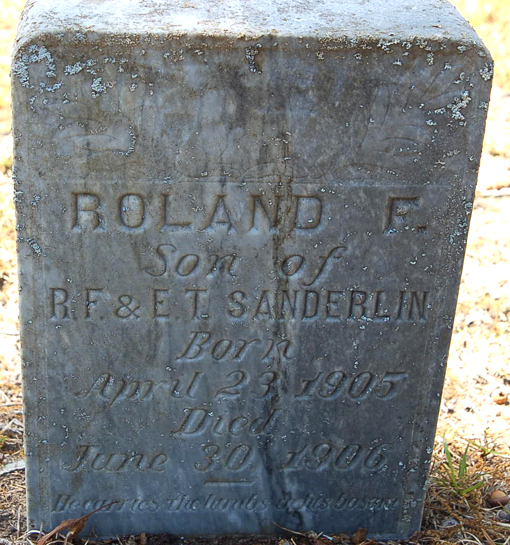 ROLAND F.
Son of
R.F. & E.T. SANDERLIN
Born
April 23, 1905
Died
June 30, 1906
He carries the lambs in his bosom